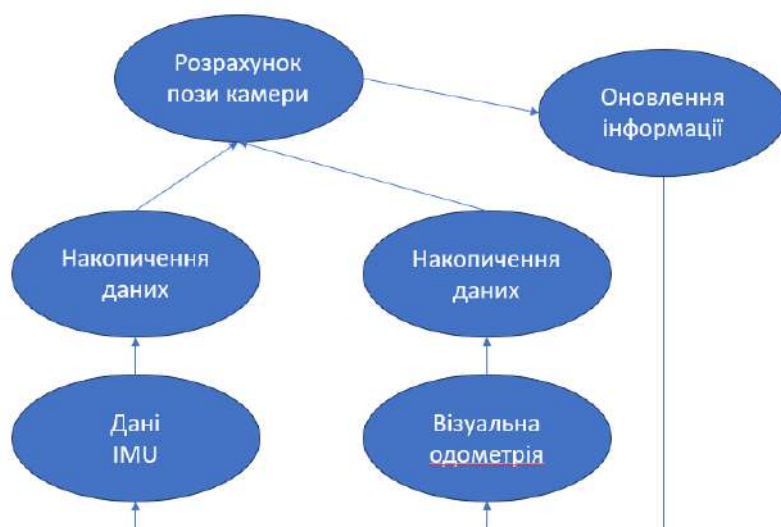 Розрахунок
пози камери
Оновлення
інформації
Накопичення
даних
Накопичення
даних
Дані
IMU
Візуальна
одометрія